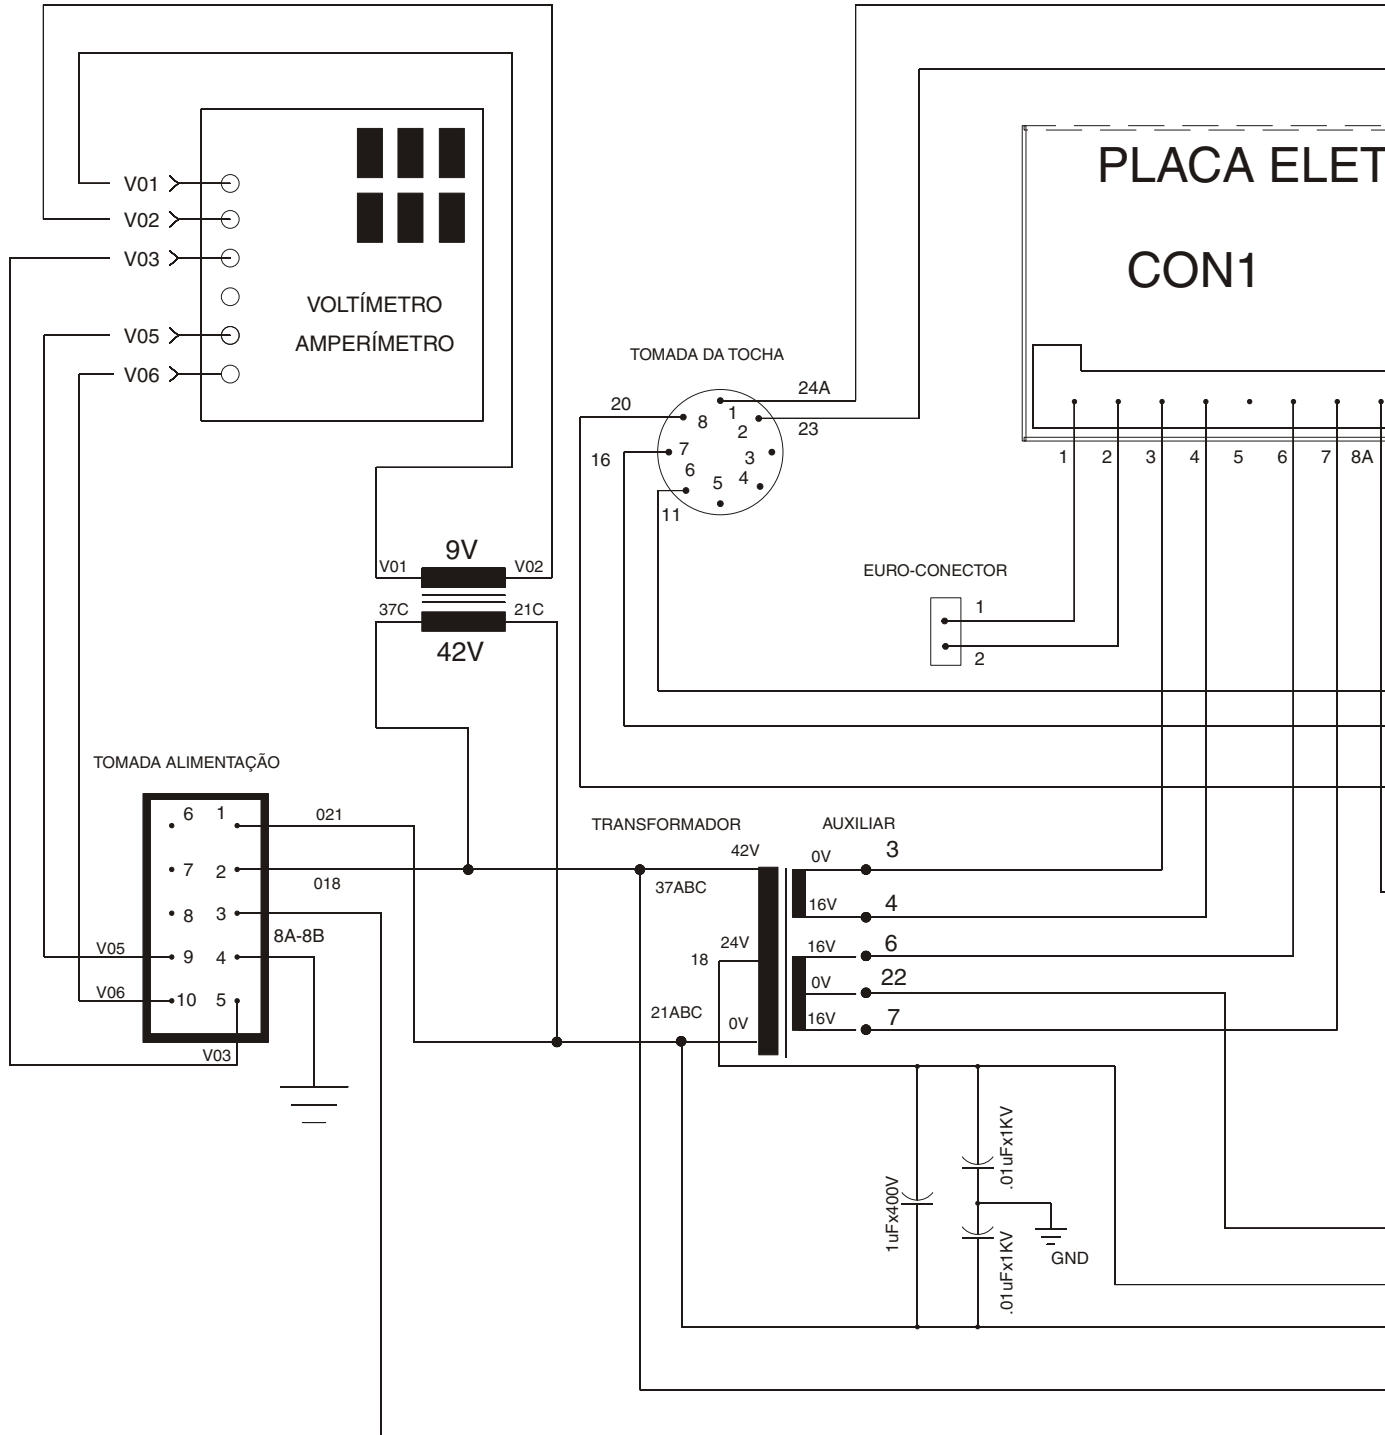 PLACA ELET
CON1
V01
V02
V03
V05
V06
VOLTÍMETRO
AMPERÍMETRO
TOMADA DA TOCHA
24A
20
23
16
11
1
2
3
4
5
6
7
8
1
2
3
4
5
6
7
8A
EURO-CONECTOR
1
2
9V
V01
V02
37C
21C
42V
TOMADA ALIMENTAÇÃO
6 1
7 2
8 3
9 4
10 5
021
018
8A-8B
V05
V06
V03
TRANSFORMADOR
AUXILIAR
42V
37ABC
24V
18
21ABC
0V
0V
3
16V
4
16V
6
0V
22
16V
7
1uFx400V
.01uFx1KV
.01uFx1KV
GND